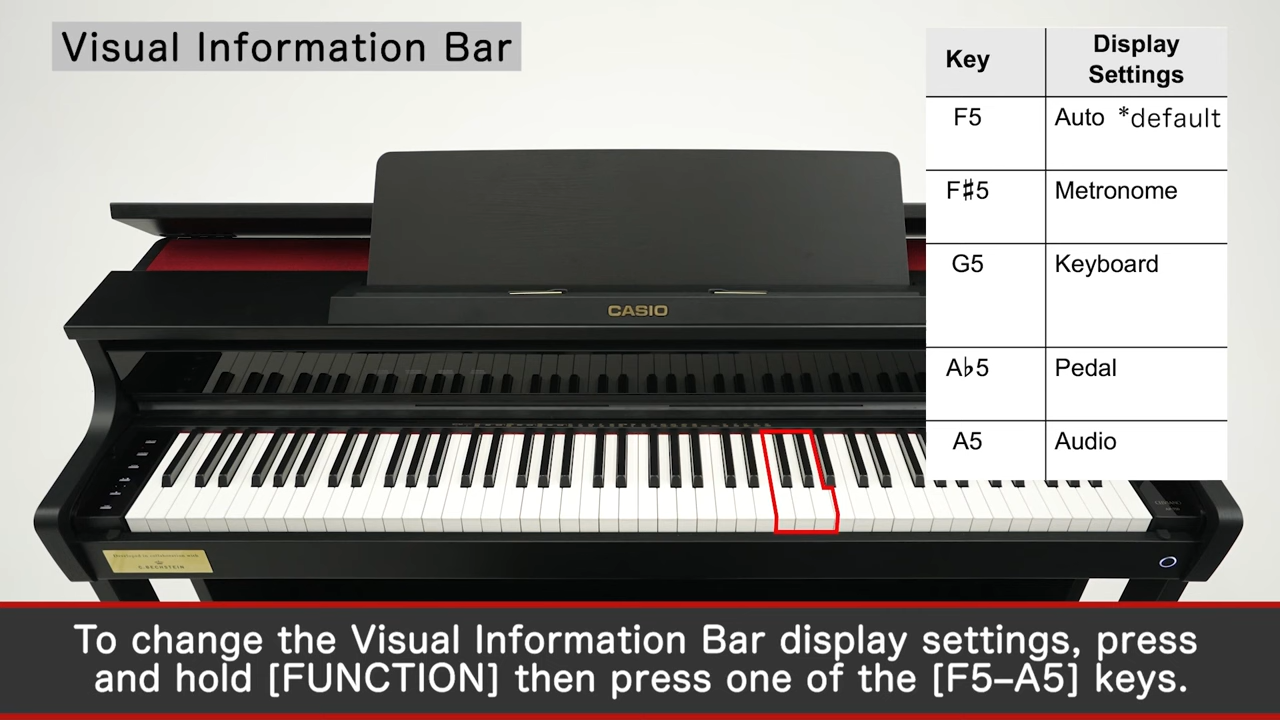 Visual Information Bar
Key
Display
Settings
F5
Auto *default
F♯5
Metronome
G5
Keyboard
A♭5
Pedal
A5
Audio
CASIO
C. BECHSTEIN
To change the Visual Information Bar display settings, press
and hold [FUNCTION] then press one of the [F5–A5] keys.